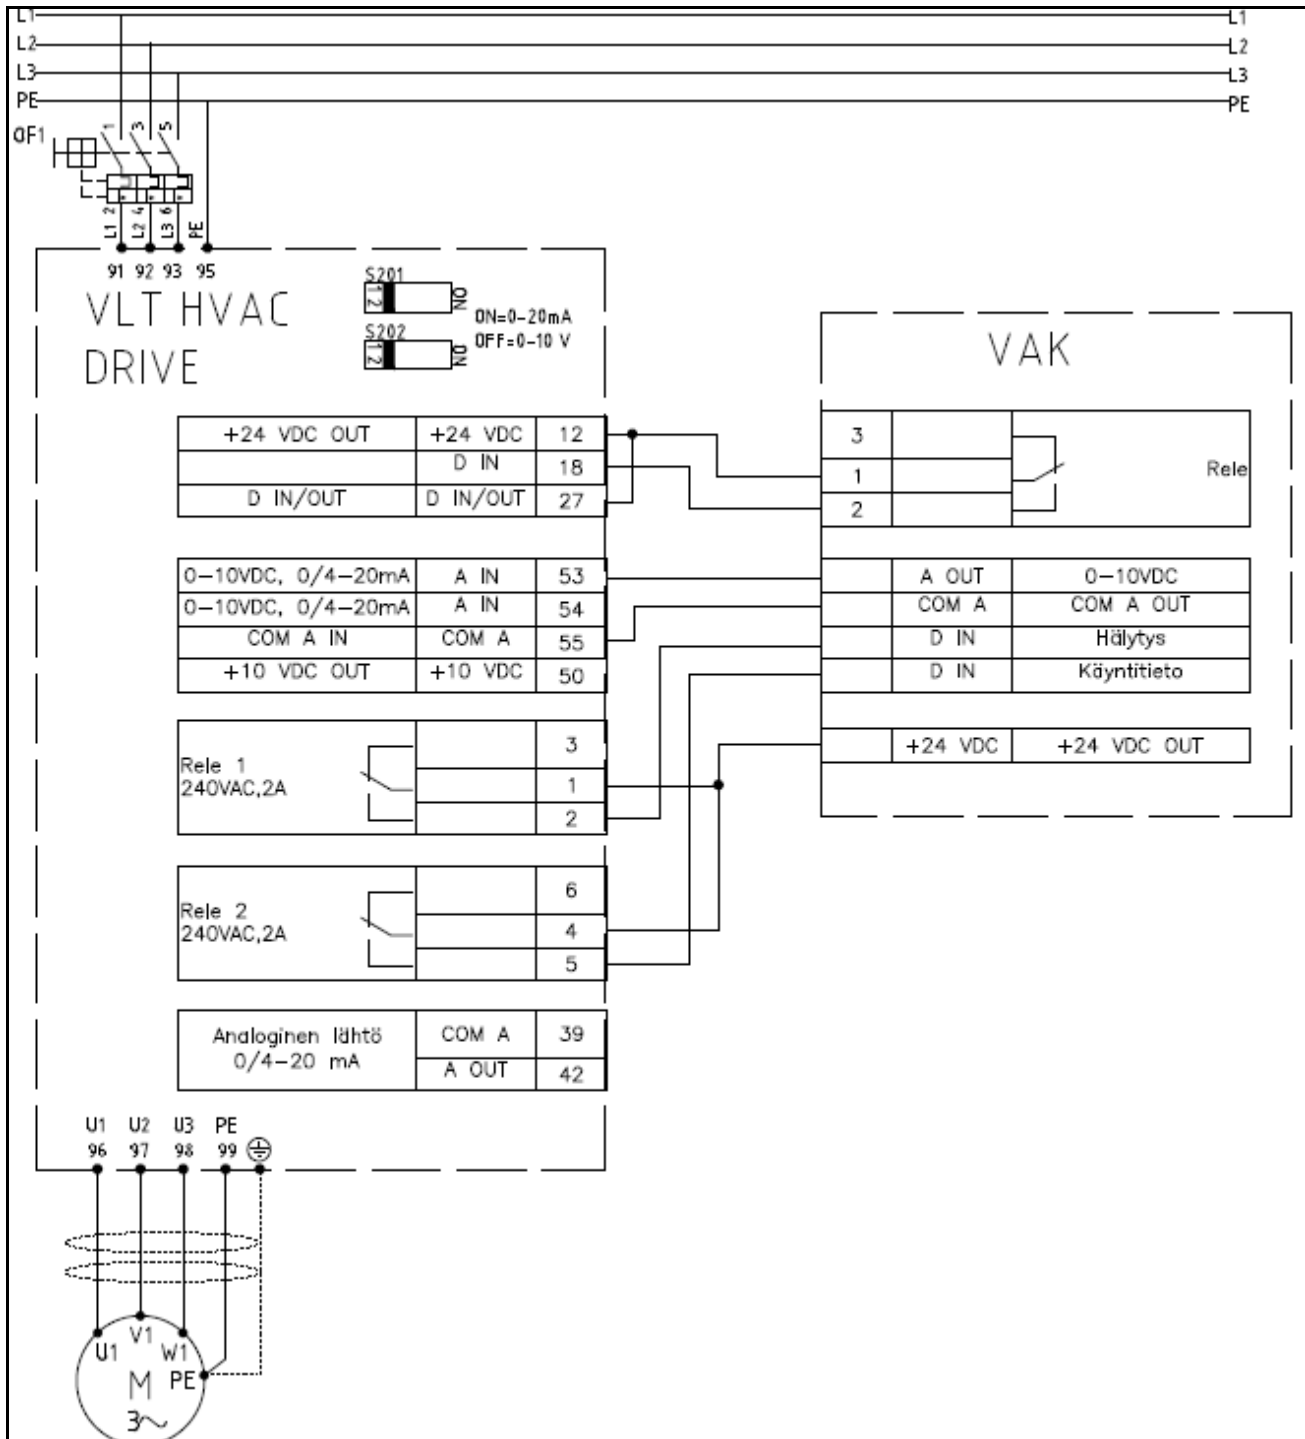 L1 L1
L2 L2
L3 L3
PE PE
QF1
1 3 5
2 4 6
L1 L2 L3 PE
91 92 93 95
VLT HVAC
DRIVE
S201
1 2 ON
S202
1 2 ON
ON=0-20mA
OFF=0-10 V
VAK
+24 VDC OUT +24 VDC 12
D IN 18
D IN/OUT D IN/OUT 27
3
1 Rele
2
0-10VDC, 0/4-20mA A IN 53
0-10VDC, 0/4-20mA A IN 54
COM A IN COM A 55
+10 VDC OUT +10 VDC 50
A OUT 0-10VDC
COM A COM A OUT
D IN Hälytys
D IN Käyntitieto
+24 VDC +24 VDC OUT
Rele 1
240VAC,2A
3
1
2
Rele 2
240VAC,2A
6
4
5
Analoginen lähtö
0/4-20 mA
COM A 39
A OUT 42
U1 U2 U3 PE
96 97 98 99
U1 V1 W1
M PE
3~